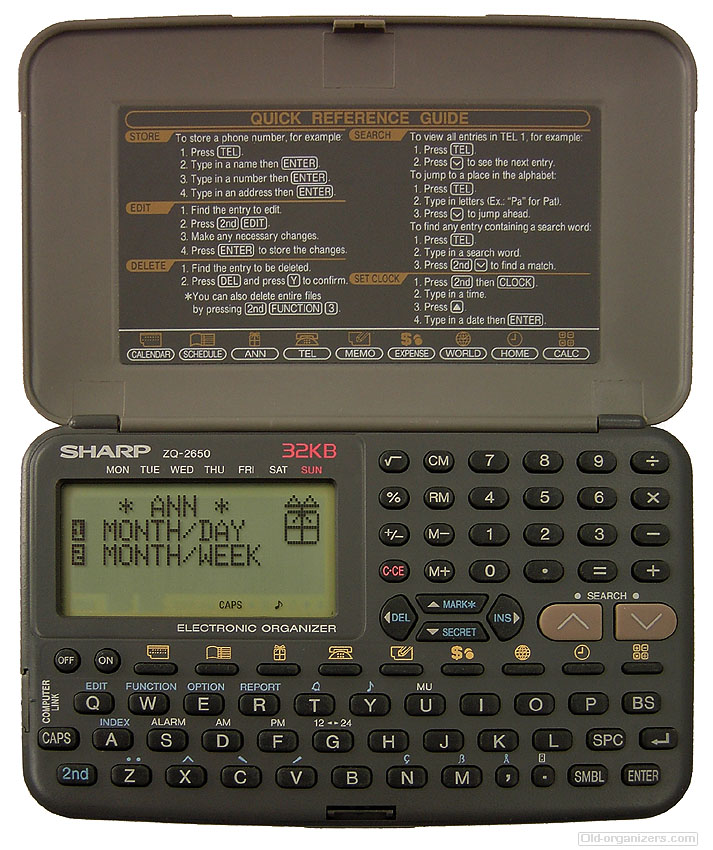 QUICK REFERENCE GUIDE
STORE To store a phone number, for example:
1. Press TEL.
2. Type in a name then ENTER.
3. Type in a number then ENTER.
4. Type in an address then ENTER.
EDIT 1. Find the entry to edit.
2. Press 2nd EDIT.
3. Make any necessary changes.
4. Press ENTER to store the changes.
DELETE 1. Find the entry to be deleted.
2. Press DEL and press Y to confirm.
*You can also delete entire files
by pressing 2nd FUNCTION 3.
SEARCH To view all entries in TEL 1, for example:
1. Press TEL.
2. Press to see the next entry.
To jump to a place in the alphabet:
1. Press TEL.
2. Type in letters (Ex.: "Pa" for Pat).
3. Press to jump ahead.
To find any entry containing a search word:
1. Press TEL.
2. Type in a search word.
3. Press 2nd to find a match.
SET CLOCK 1. Press 2nd then CLOCK.
2. Type in a time.
3. Press ▲.
4. Type in a date then ENTER.
CALENDAR SCHEDULE ANN TEL MEMO EXPENSE WORLD HOME CALC
SHARP ZQ-2650 32KB
MON TUE WED THU FRI SAT SUN
* ANN *
1 MONTH/DAY
2 MONTH/WEEK
CAPS ♪
ELECTRONIC ORGANIZER
√ CM 7 8 9 ÷
% RM 4 5 6 ×
+/− M− 1 2 3 −
C·CE M+ 0 · = +
◀DEL ▲ MARK* INS▶
▼ SECRET
SEARCH
OFF ON
COMPUTER
LINK
EDIT FUNCTION OPTION REPORT ♪ MU
Q W E R T Y U I O P BS
INDEX ALARM AM PM 12↔24
CAPS A S D F G H J K L SPC
2nd Z X C V B N M , . SMBL ENTER
Old-organizers.com